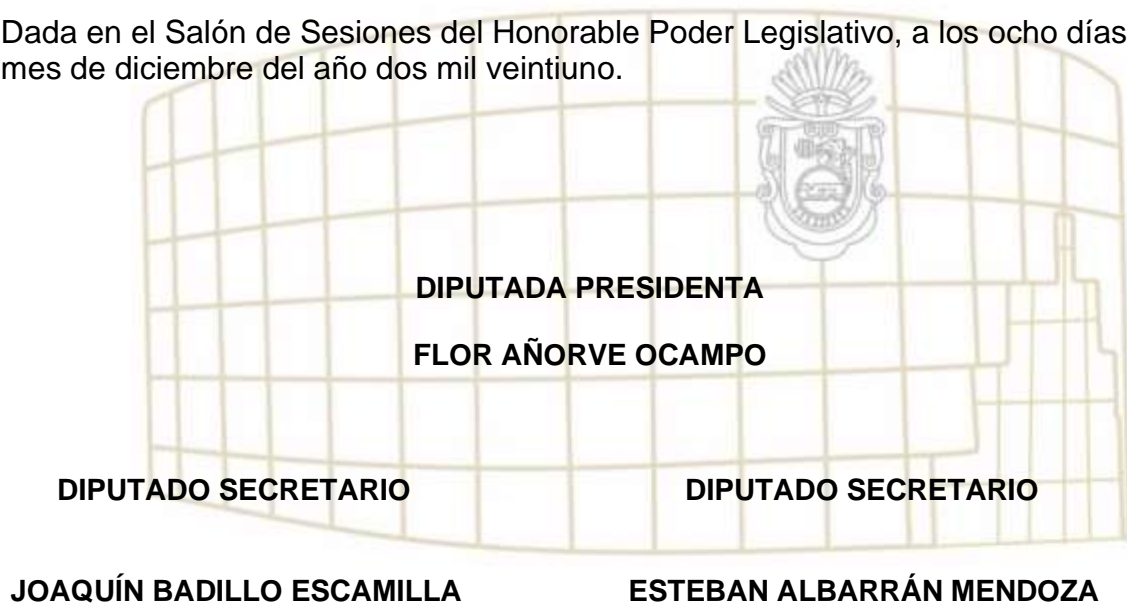 Dada en el Salón de Sesiones del Honorable Poder Legislativo, a los ocho días
mes de diciembre del año dos mil veintiuno.
DIPUTADA PRESIDENTA
FLOR AÑORVE OCAMPO
DIPUTADO SECRETARIO DIPUTADO SECRETARIO
JOAQUÍN BADILLO ESCAMILLA ESTEBAN ALBARRÁN MENDOZA